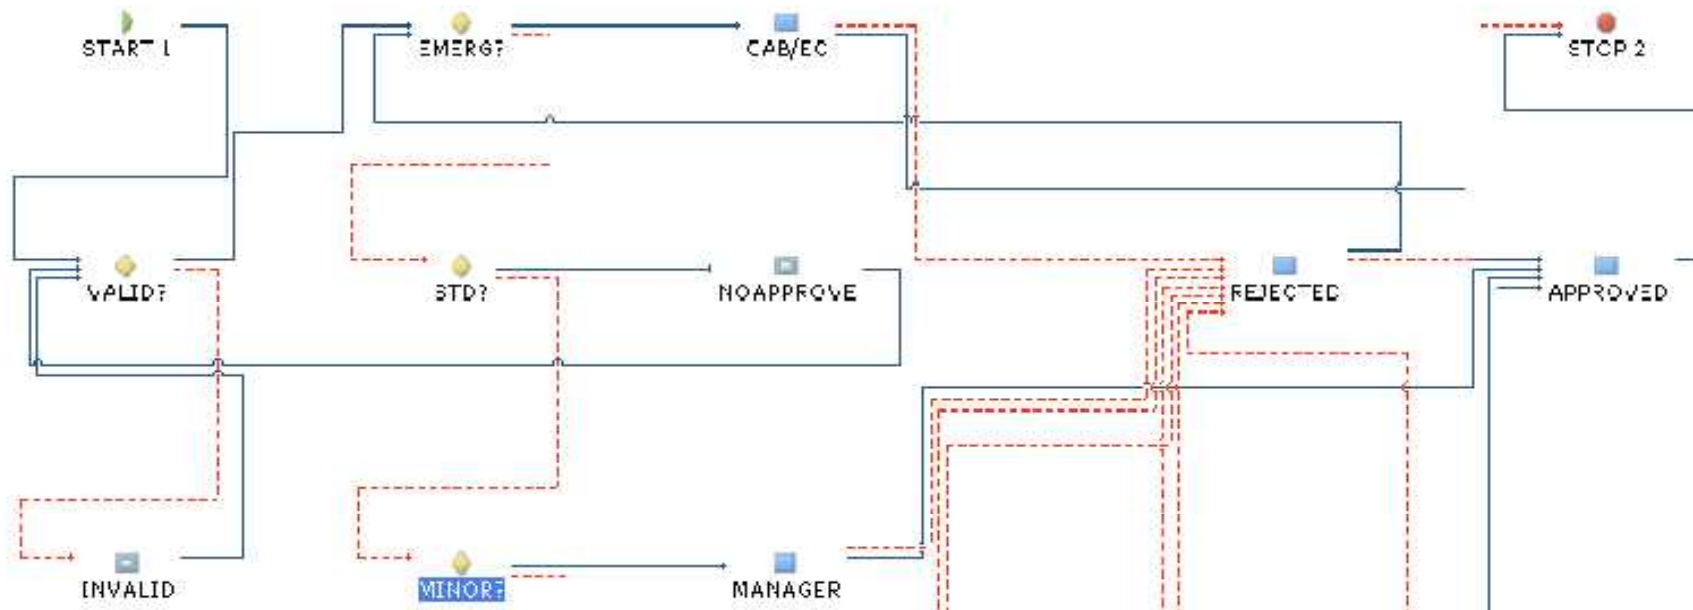 START 1
EMERG?
CAB/EC
STOP 2
VALID?
STD?
NOAPPROVE
REJECTED
APPROVED
INVALID
MINOR?
MANAGER